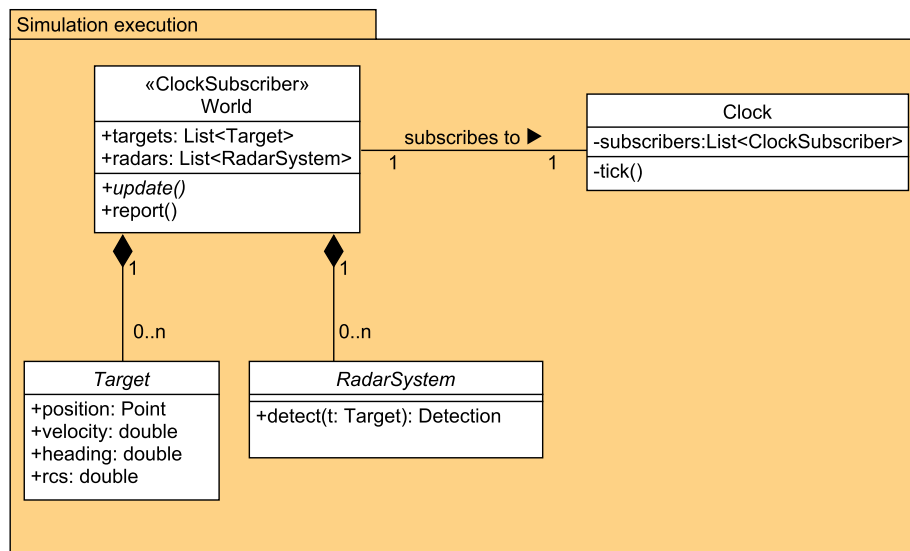 Simulation execution
«ClockSubscriber»
World
+targets: List<Target>
+radars: List<RadarSystem>
+update()
+report()
subscribes to ▶
1
1
Clock
-subscribers:List<ClockSubscriber>
-tick()
1
0..n
1
0..n
Target
+position: Point
+velocity: double
+heading: double
+rcs: double
RadarSystem
+detect(t: Target): Detection